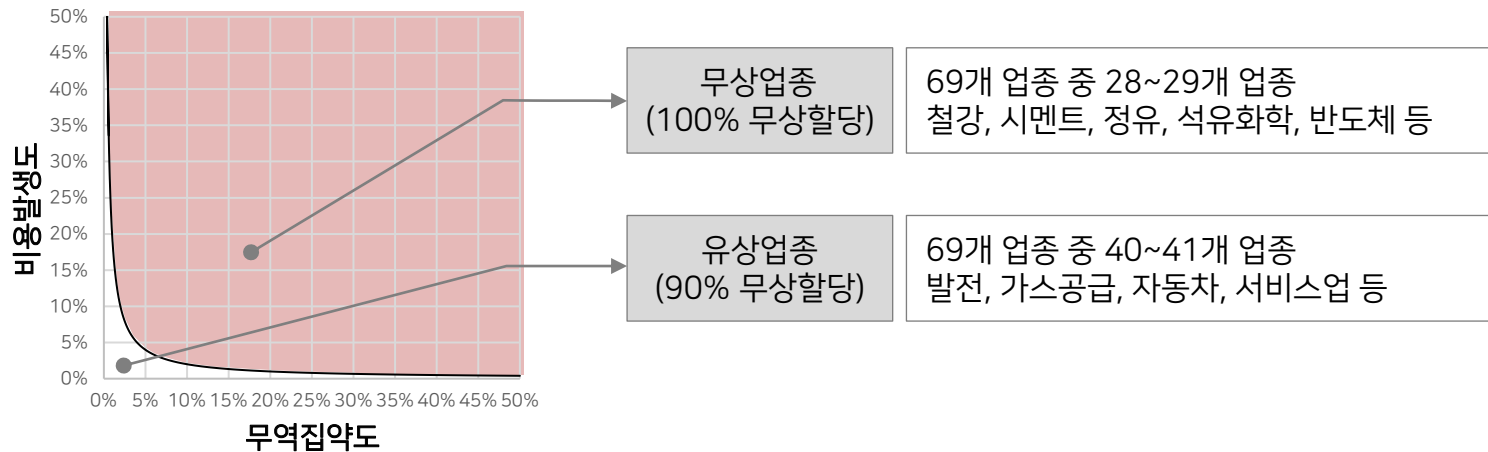 50%
45%
40%
35%
30%
25%
20%
15%
10%
5%
0%
비용발생도
0% 5% 10% 15% 20% 25% 30% 35% 40% 45% 50%
무역집약도
무상업종
(100% 무상할당)
69개 업종 중 28~29개 업종
철강, 시멘트, 정유, 석유화학, 반도체 등
유상업종
(90% 무상할당)
69개 업종 중 40~41개 업종
발전, 가스공급, 자동차, 서비스업 등